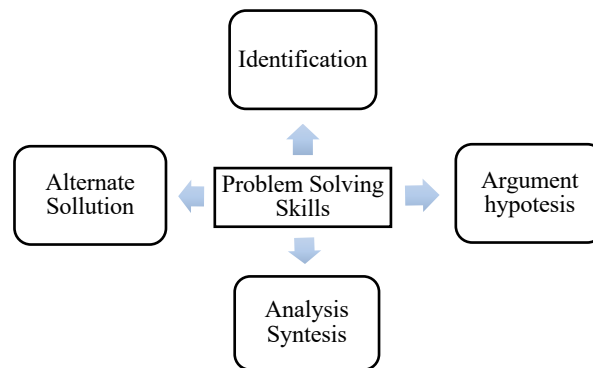 Identification
Alternate
Sollution
Problem Solving
Skills
Argument
hypotesis
Analysis
Syntesis